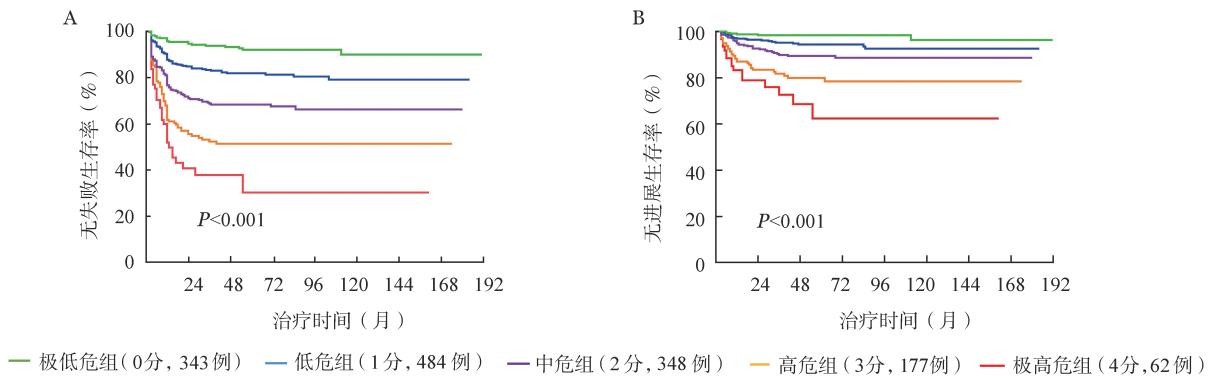 A
100
80
60
40
20
0
无失败生存率（%）
P<0.001
24 48 72 96 120 144 168 192
治疗时间（月）
B
100
80
60
40
20
0
无进展生存率（%）
P<0.001
24 48 72 96 120 144 168 192
治疗时间（月）
极低危组（0分，343例） 低危组（1分，484例） 中危组（2分，348例） 高危组（3分，177例） 极高危组（4分，62例）